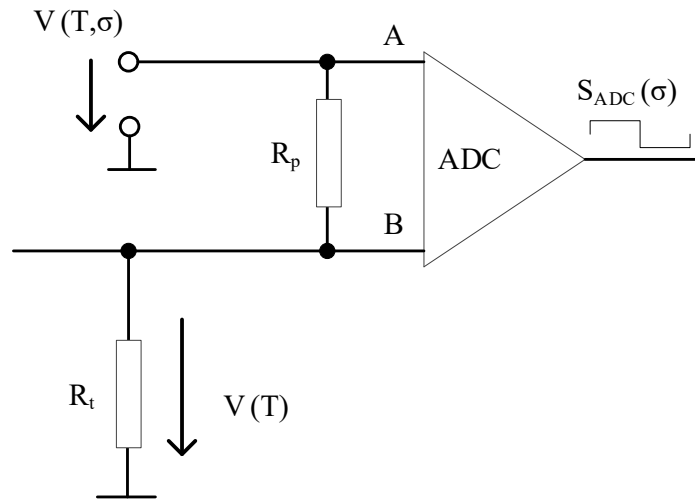 V (T,σ)
A
S_ADC (σ)
R_p
ADC
B
R_t
V (T)